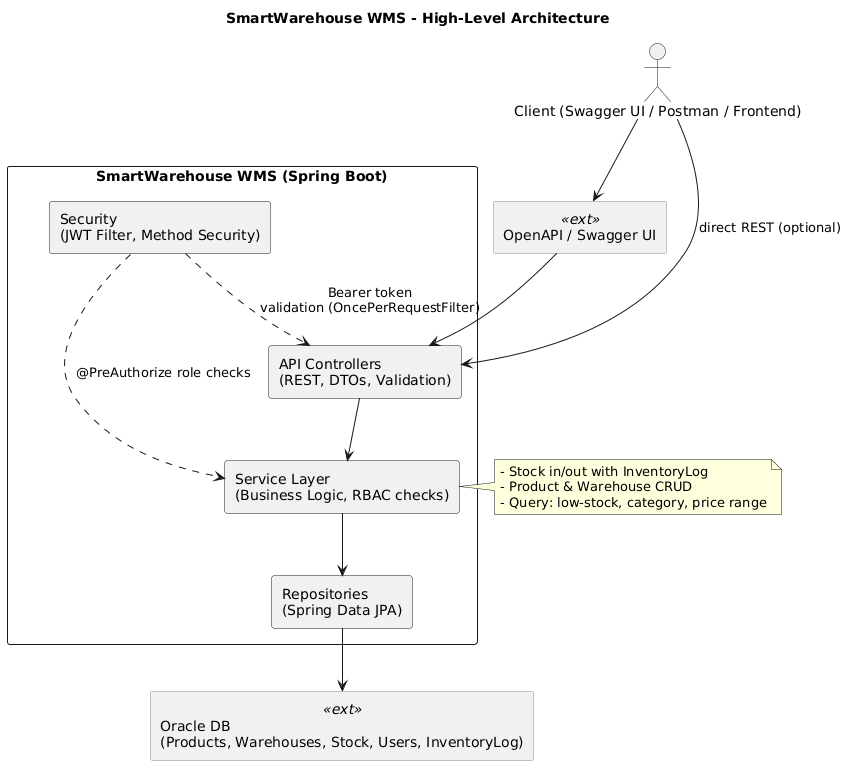 SmartWarehouse WMS - High-Level Architecture
Client (Swagger UI / Postman / Frontend)
SmartWarehouse WMS (Spring Boot)
Security
(JWT Filter, Method Security)
«ext»
OpenAPI / Swagger UI
direct REST (optional)
Bearer token
validation (OncePerRequestFilter)
API Controllers
(REST, DTOs, Validation)
@PreAuthorize role checks
Service Layer
(Business Logic, RBAC checks)
- Stock in/out with InventoryLog
- Product & Warehouse CRUD
- Query: low-stock, category, price range
Repositories
(Spring Data JPA)
«ext»
Oracle DB
(Products, Warehouses, Stock, Users, InventoryLog)